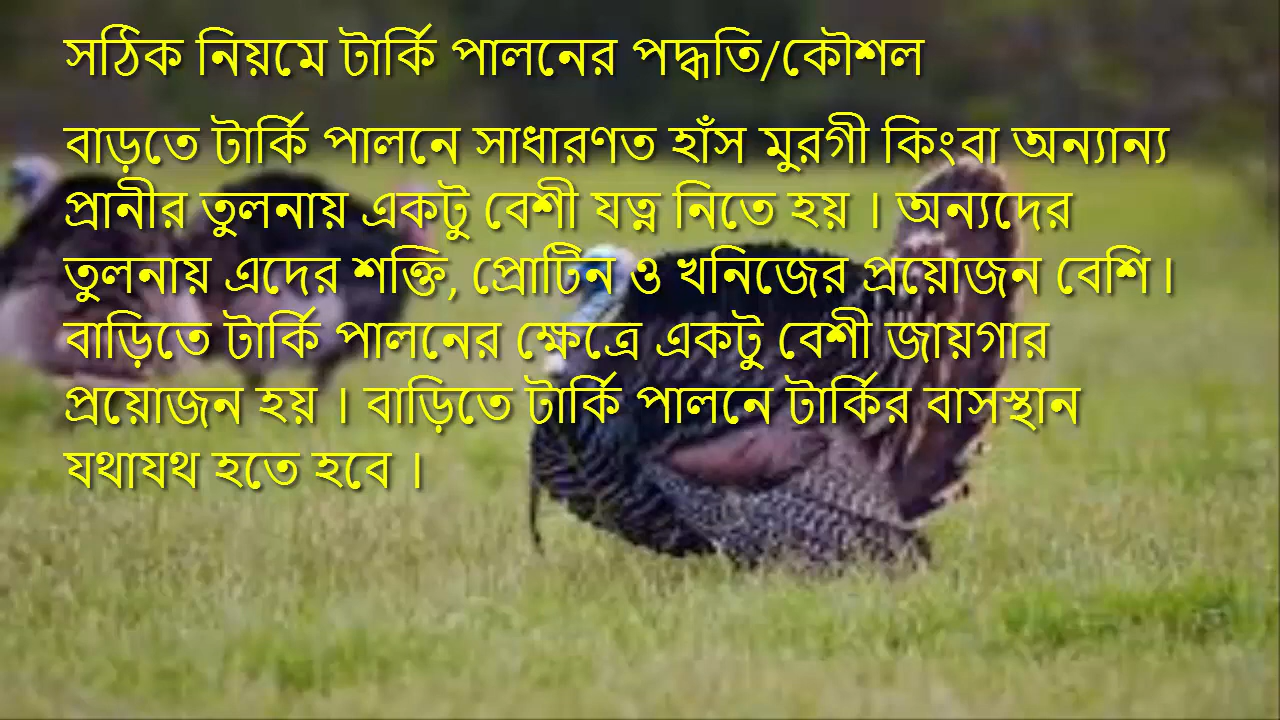 সঠিক নিয়মে টার্কি পালনের পদ্ধতি/কৌশল
বাড়তে টার্কি পালনে সাধারণত হাঁস মুরগী কিংবা অন্যান্য
প্রানীর তুলনায় একটু বেশী যত্ন নিতে হয় । অন্যদের
তুলনায় এদের শক্তি, প্রোটিন ও খনিজের প্রয়োজন বেশি।
বাড়িতে টার্কি পালনের ক্ষেত্রে একটু বেশী জায়গার
প্রয়োজন হয় । বাড়িতে টার্কি পালনে টার্কির বাসস্থান
যথাযথ হতে হবে ।